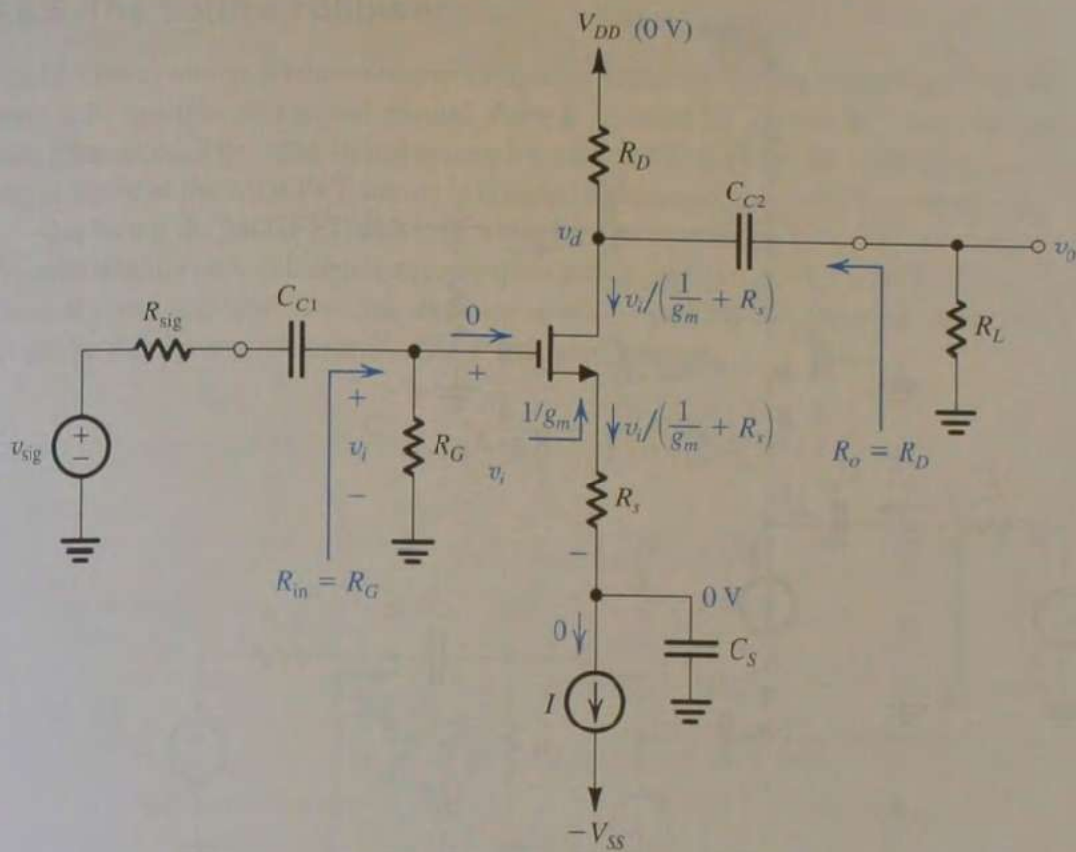 V_DD (0 V)
R_D
C_C2
v_d
v_o
v_i/(1/g_m + R_s)
C_C1
R_sig
0
R_L
+
+
1/g_m
v_i/(1/g_m + R_s)
v_sig
+
−
v_i
R_G
v_i
R_o = R_D
−
R_s
−
R_in = R_G
0 V
0
C_S
I
−V_SS